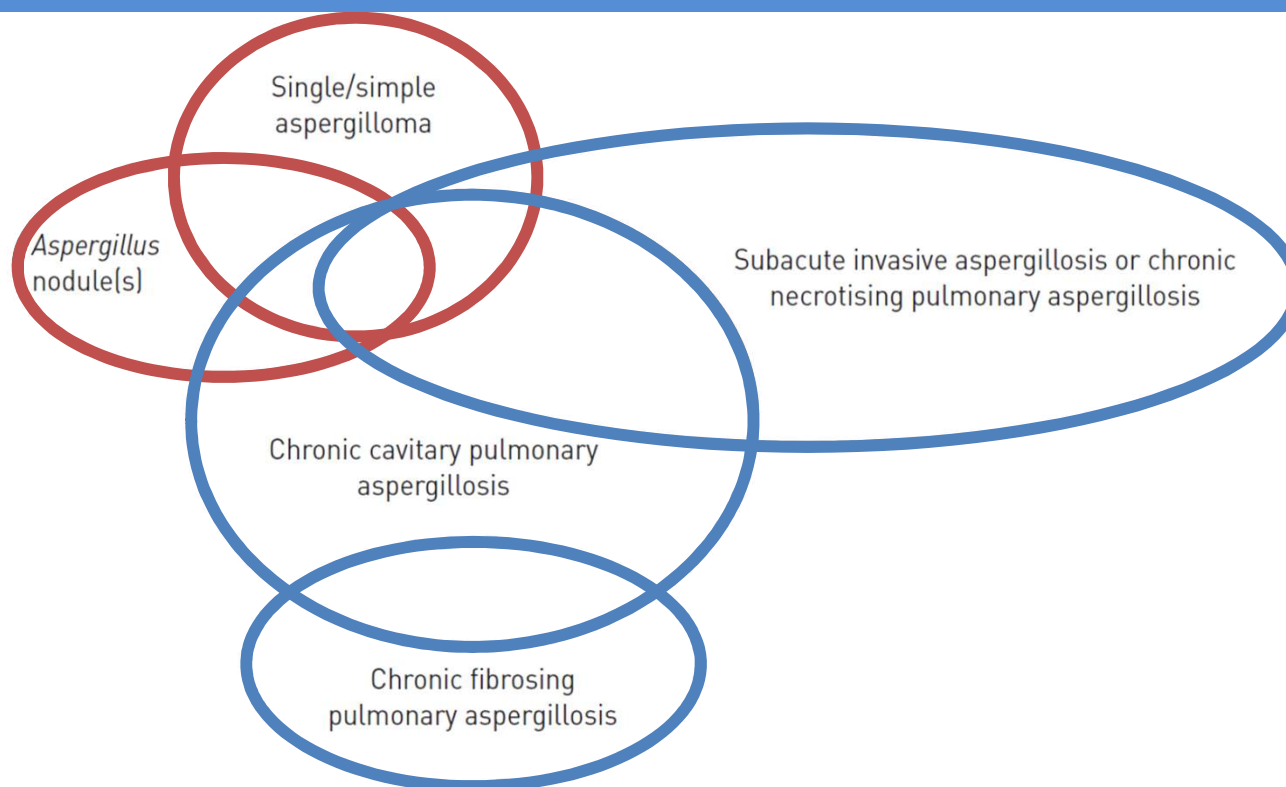 Single/simple
aspergilloma
Aspergillus
nodule(s)
Subacute invasive aspergillosis or chronic
necrotising pulmonary aspergillosis
Chronic cavitary pulmonary
aspergillosis
Chronic fibrosing
pulmonary aspergillosis